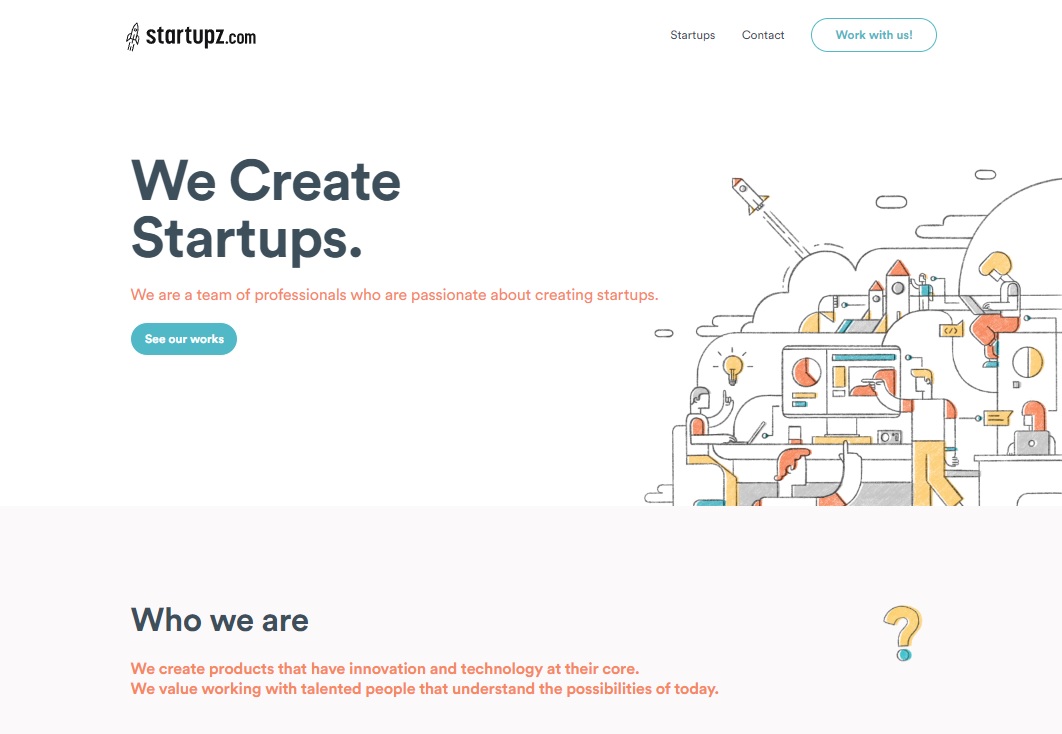 startupz.com
Startups
Contact
Work with us!
We Create
Startups.
We are a team of professionals who are passionate about creating startups.
See our works
</>
Who we are
?
We create products that have innovation and technology at their core.
We value working with talented people that understand the possibilities of today.